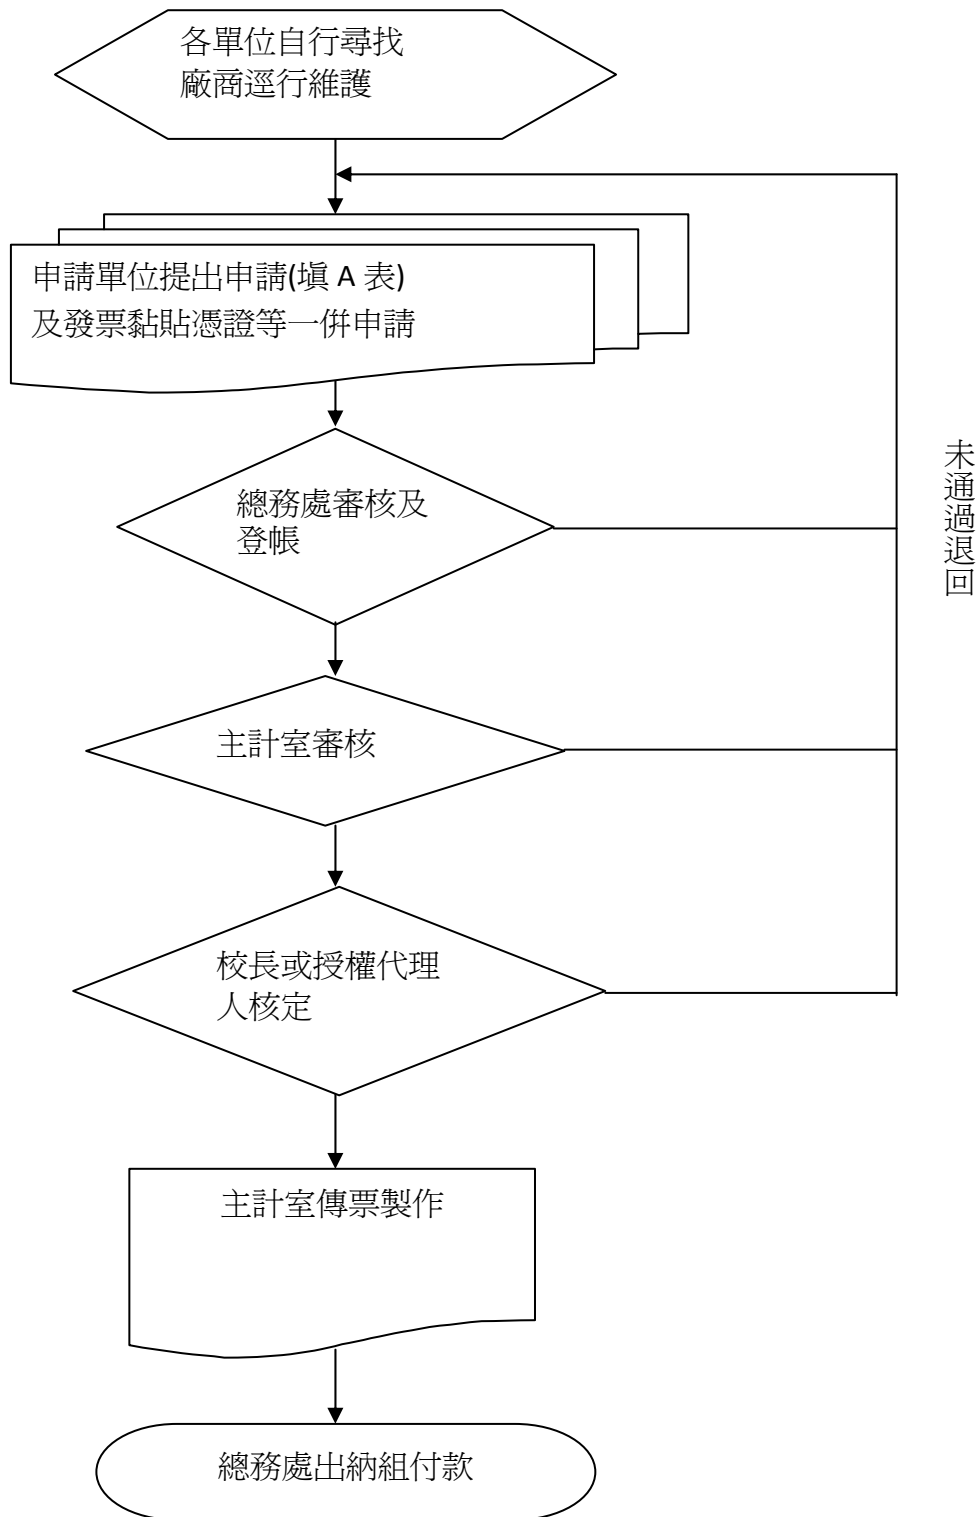 各單位自行尋找
廠商逕行維護
申請單位提出申請(填 A 表)
及發票黏貼憑證等一併申請
總務處審核及
登帳
未通過退回
主計室審核
校長或授權代理
人核定
主計室傳票製作
總務處出納組付款